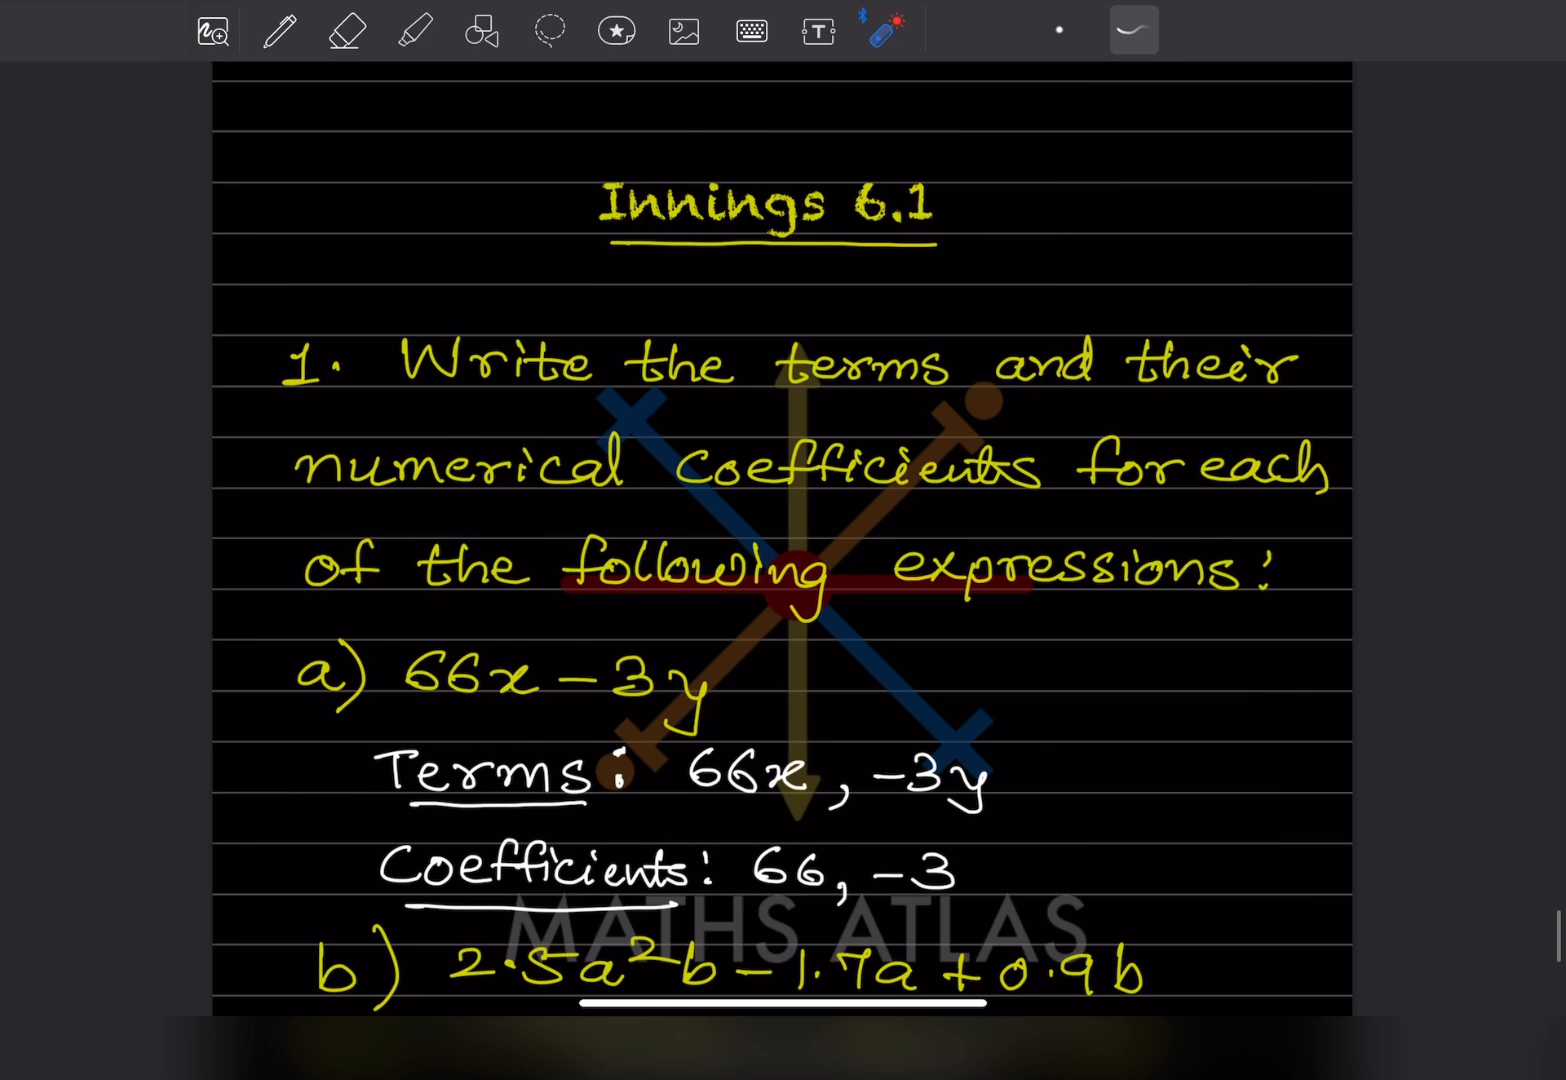 Innings 6.1
1. Write the terms and their
numerical coefficients for each
of the following expressions:
a) 66x - 3y
Terms: 66x, -3y
Coefficients: 66, -3
MATHS ATLAS
b) 2.5a²b - 1.7a + 0.9b